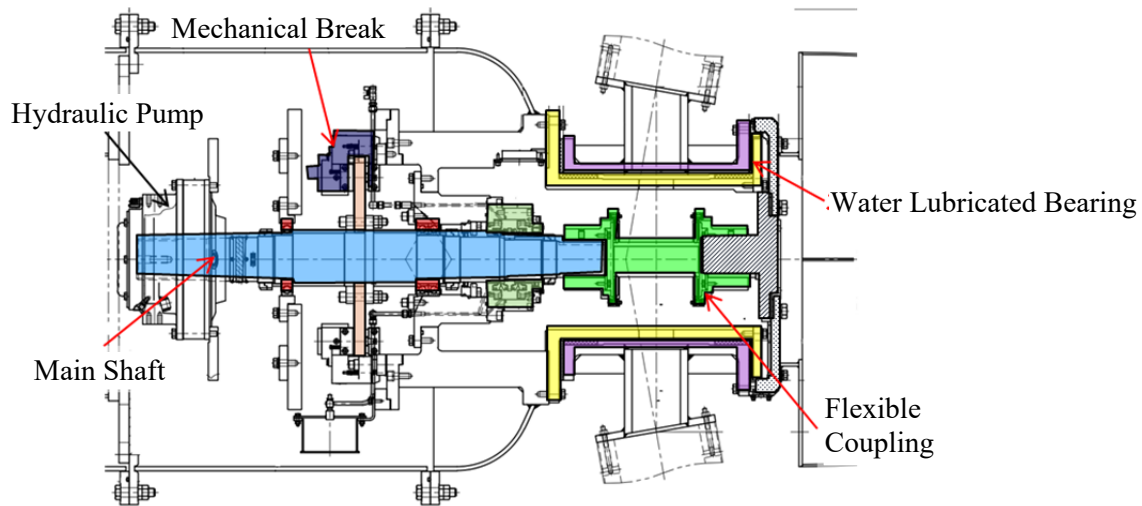 Mechanical Break
Hydraulic Pump
Water Lubricated Bearing
Main Shaft
Flexible
Coupling